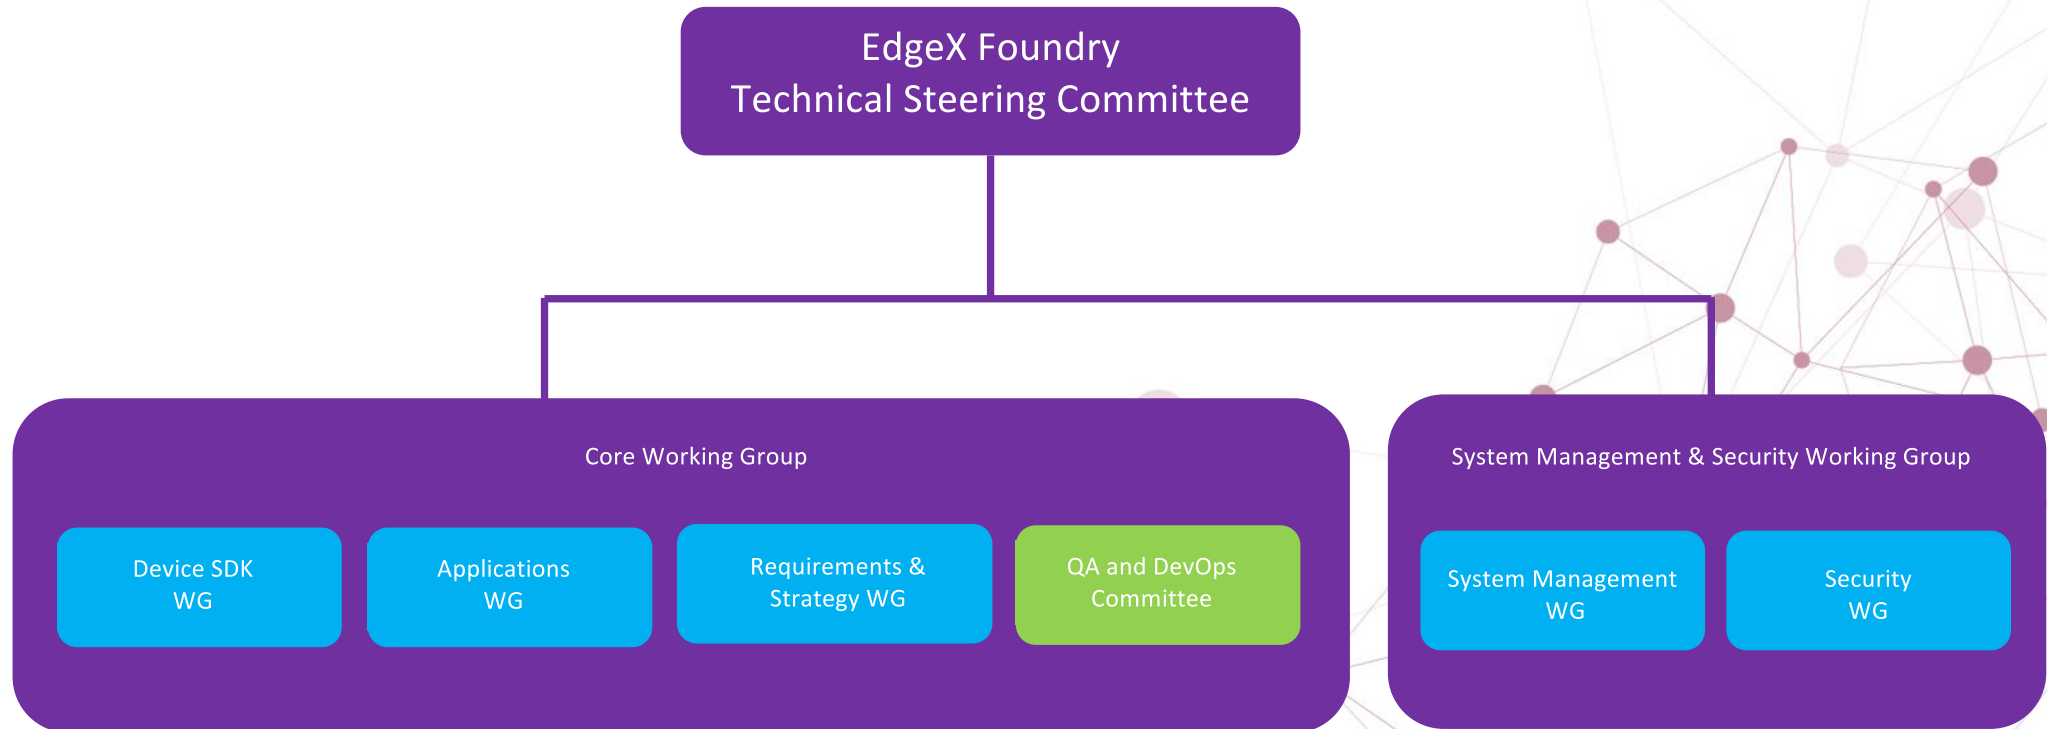 EdgeX Foundry
Technical Steering Committee
Core Working Group
System Management & Security Working Group
Device SDK
WG
Applications
WG
Requirements &
Strategy WG
QA and DevOps
Committee
System Management
WG
Security
WG